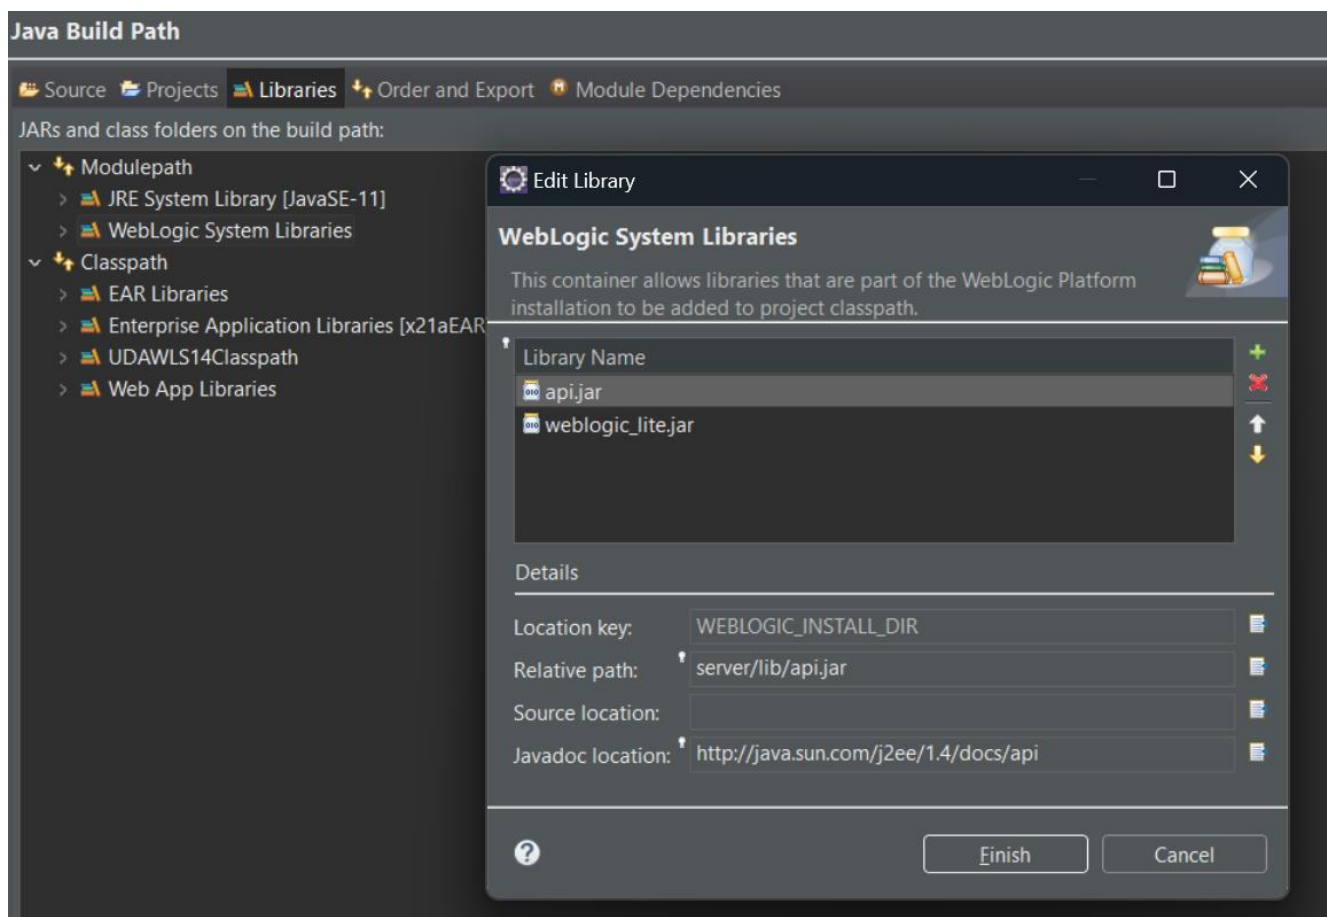 Java Build Path
Source Projects Libraries Order and Export Module Dependencies
JARs and class folders on the build path:
Modulepath
JRE System Library [JavaSE-11]
WebLogic System Libraries
Classpath
EAR Libraries
Enterprise Application Libraries [x21aEAR
UDAWLS14Classpath
Web App Libraries
Edit Library
WebLogic System Libraries
This container allows libraries that are part of the WebLogic Platform
installation to be added to project classpath.
Library Name
api.jar
weblogic_lite.jar
Details
Location key: WEBLOGIC_INSTALL_DIR
Relative path: server/lib/api.jar
Source location:
Javadoc location: http://java.sun.com/j2ee/1.4/docs/api
Finish Cancel